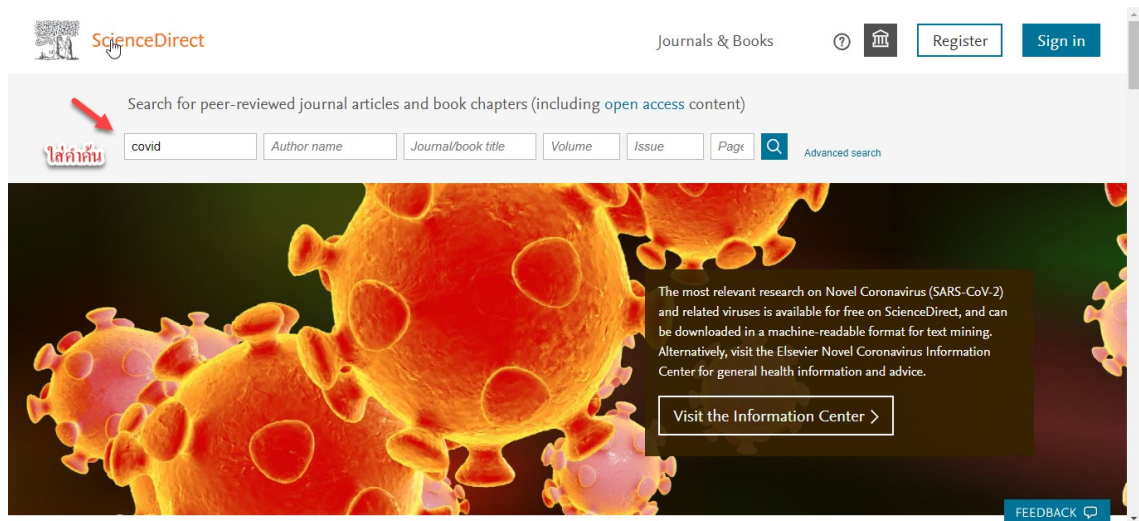 ScienceDirect
Journals & Books
?
Register
Sign in
Search for peer-reviewed journal articles and book chapters (including open access content)
ใส่คำค้น
covid
Author name
Journal/book title
Volume
Issue
Page
Advanced search
The most relevant research on Novel Coronavirus (SARS-CoV-2)
and related viruses is available for free on ScienceDirect, and can
be downloaded in a machine-readable format for text mining.
Alternatively, visit the Elsevier Novel Coronavirus Information
Center for general health information and advice.
Visit the Information Center >
FEEDBACK